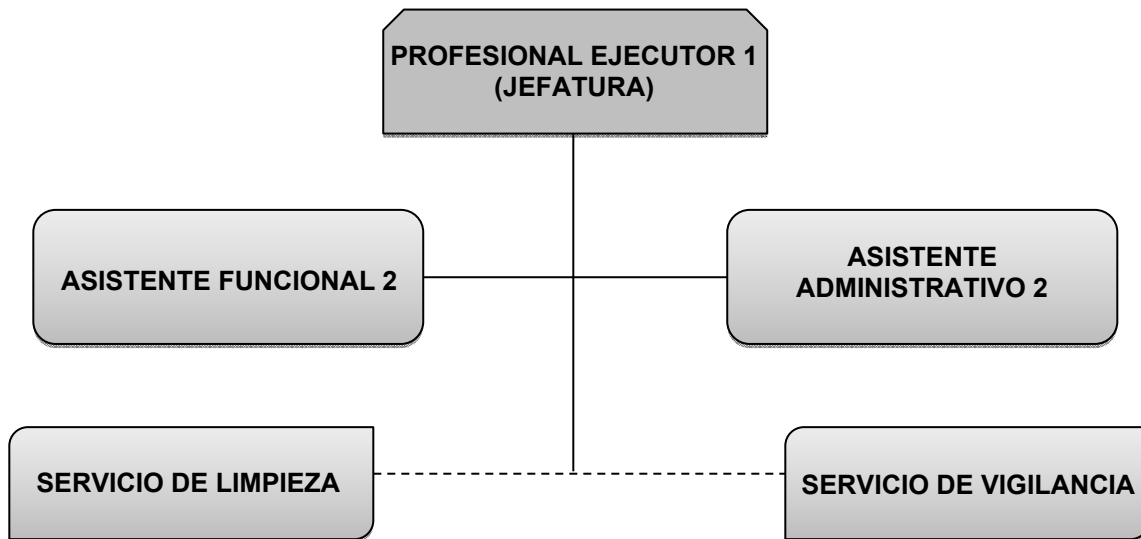 PROFESIONAL EJECUTOR 1
(JEFATURA)
ASISTENTE FUNCIONAL 2
ASISTENTE
ADMINISTRATIVO 2
SERVICIO DE LIMPIEZA
SERVICIO DE VIGILANCIA